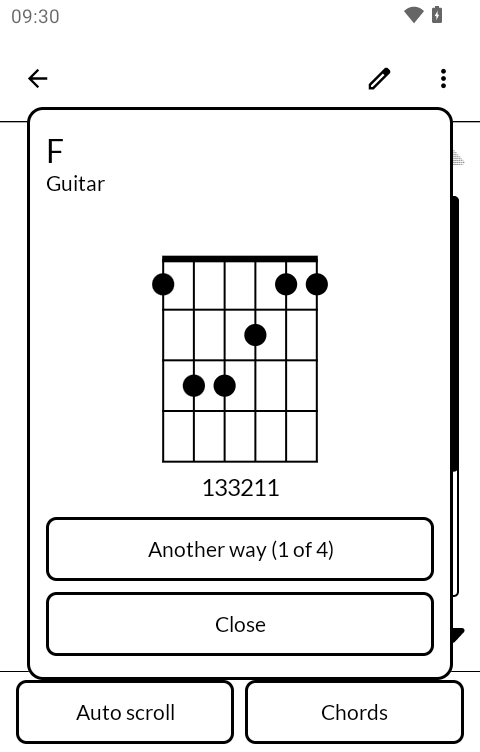 09:30
F
Guitar
133211
Another way (1 of 4)
Close
Auto scroll
Chords